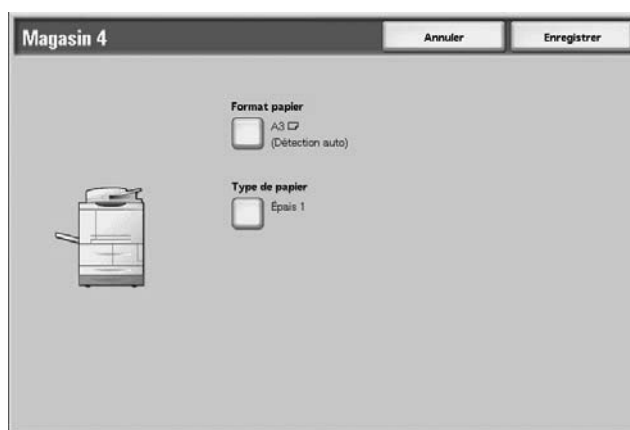 Magasin 4
Annuler
Enregistrer
Format papier
A3
(Détection auto)
Type de papier
Épais 1